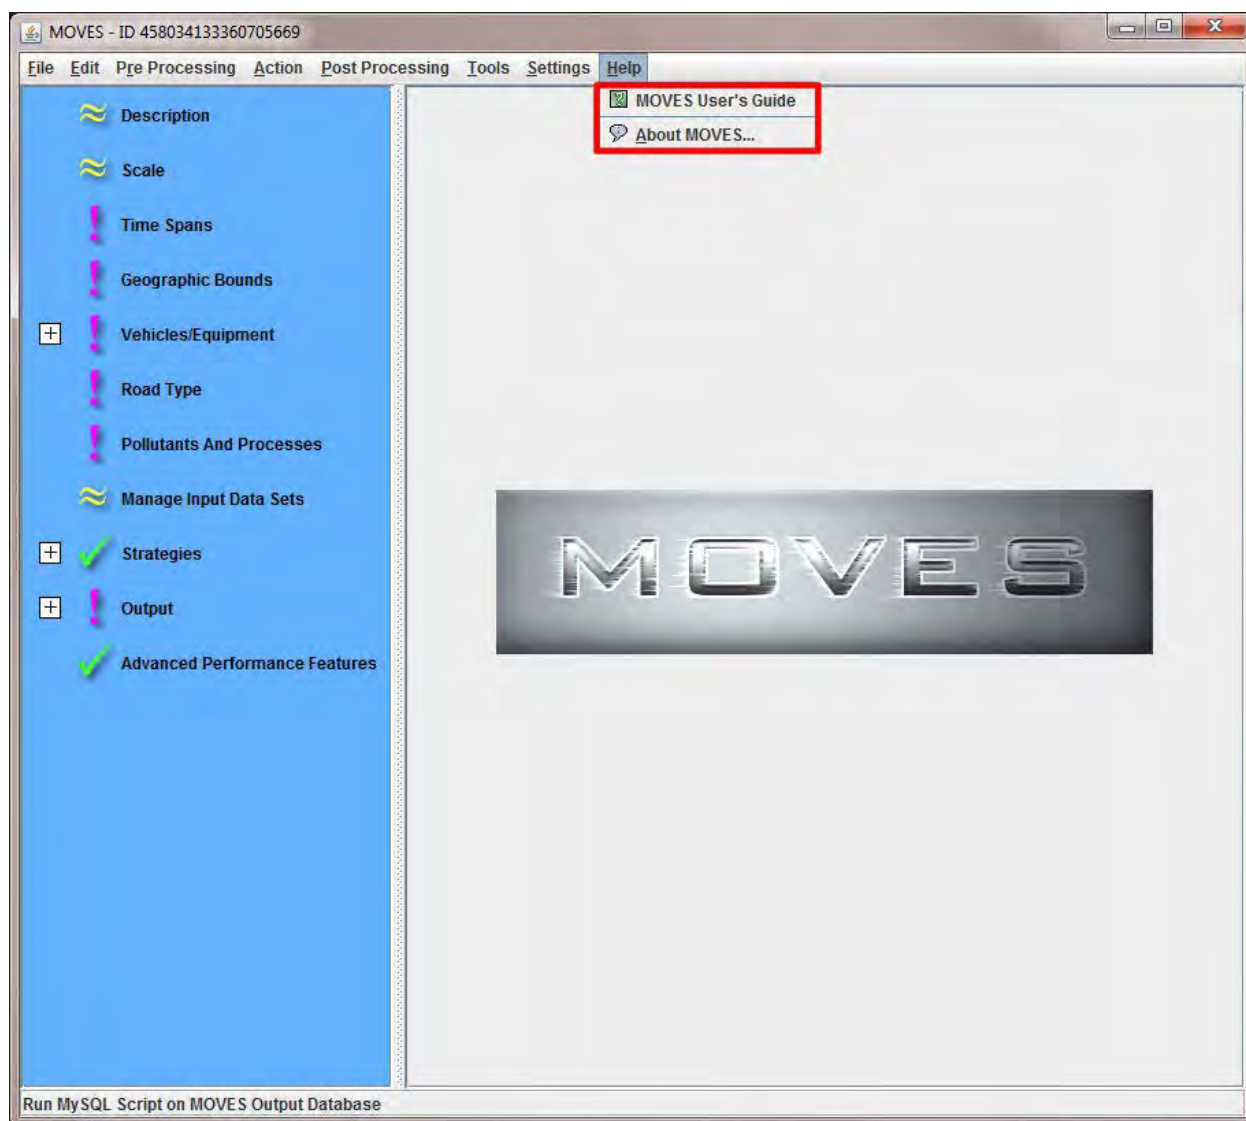 MOVES - ID 458034133360705669
File Edit Pre Processing Action Post Processing Tools Settings Help
MOVES User's Guide
About MOVES...
Description
Scale
Time Spans
Geographic Bounds
Vehicles/Equipment
Road Type
Pollutants And Processes
Manage Input Data Sets
Strategies
Output
Advanced Performance Features
MOVES
Run MySQL Script on MOVES Output Database